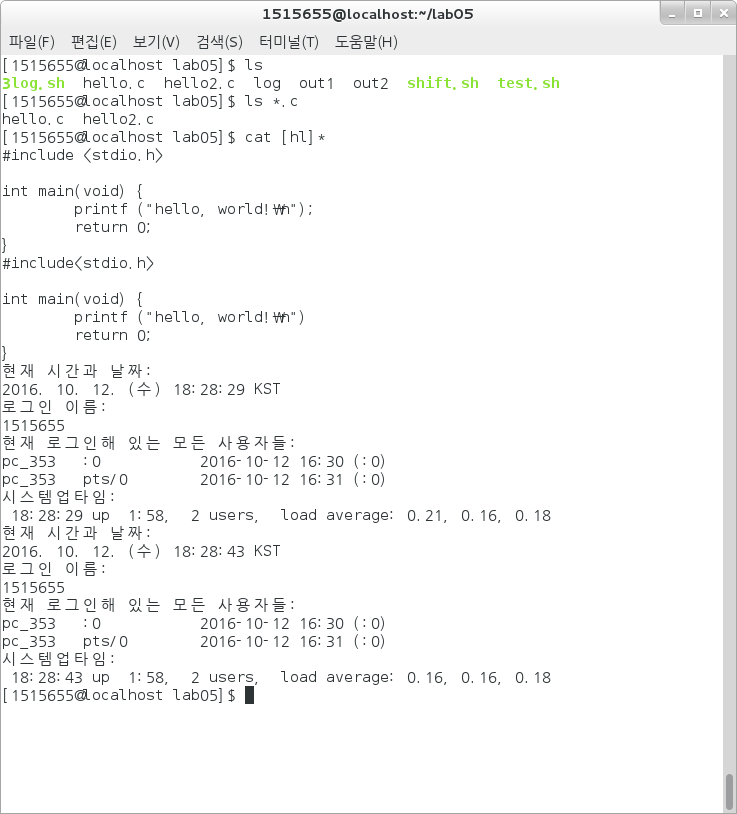 1515655@localhost:~/lab05
파일(F) 편집(E) 보기(V) 검색(S) 터미널(T) 도움말(H)
[1515655@localhost lab05]$ ls
3log.sh  hello.c  hello2.c  log  out1  out2  shift.sh  test.sh
[1515655@localhost lab05]$ ls *.c
hello.c  hello2.c
[1515655@localhost lab05]$ cat [hl]*
#include <stdio.h>

int main(void) {
        printf ("hello, world!₩n");
        return 0;
}
#include<stdio.h>

int main(void) {
        printf ("hello, world!₩n")
        return 0;
}
현재 시간과 날짜:
2016. 10. 12. (수) 18:28:29 KST
로그인 이름:
1515655
현재 로그인해 있는 모든 사용자들:
pc_353   :0           2016-10-12 16:30 (:0)
pc_353   pts/0        2016-10-12 16:31 (:0)
시스템업타임:
 18:28:29 up  1:58,  2 users,  load average: 0.21, 0.16, 0.18
현재 시간과 날짜:
2016. 10. 12. (수) 18:28:43 KST
로그인 이름:
1515655
현재 로그인해 있는 모든 사용자들:
pc_353   :0           2016-10-12 16:30 (:0)
pc_353   pts/0        2016-10-12 16:31 (:0)
시스템업타임:
 18:28:43 up  1:58,  2 users,  load average: 0.16, 0.16, 0.18
[1515655@localhost lab05]$